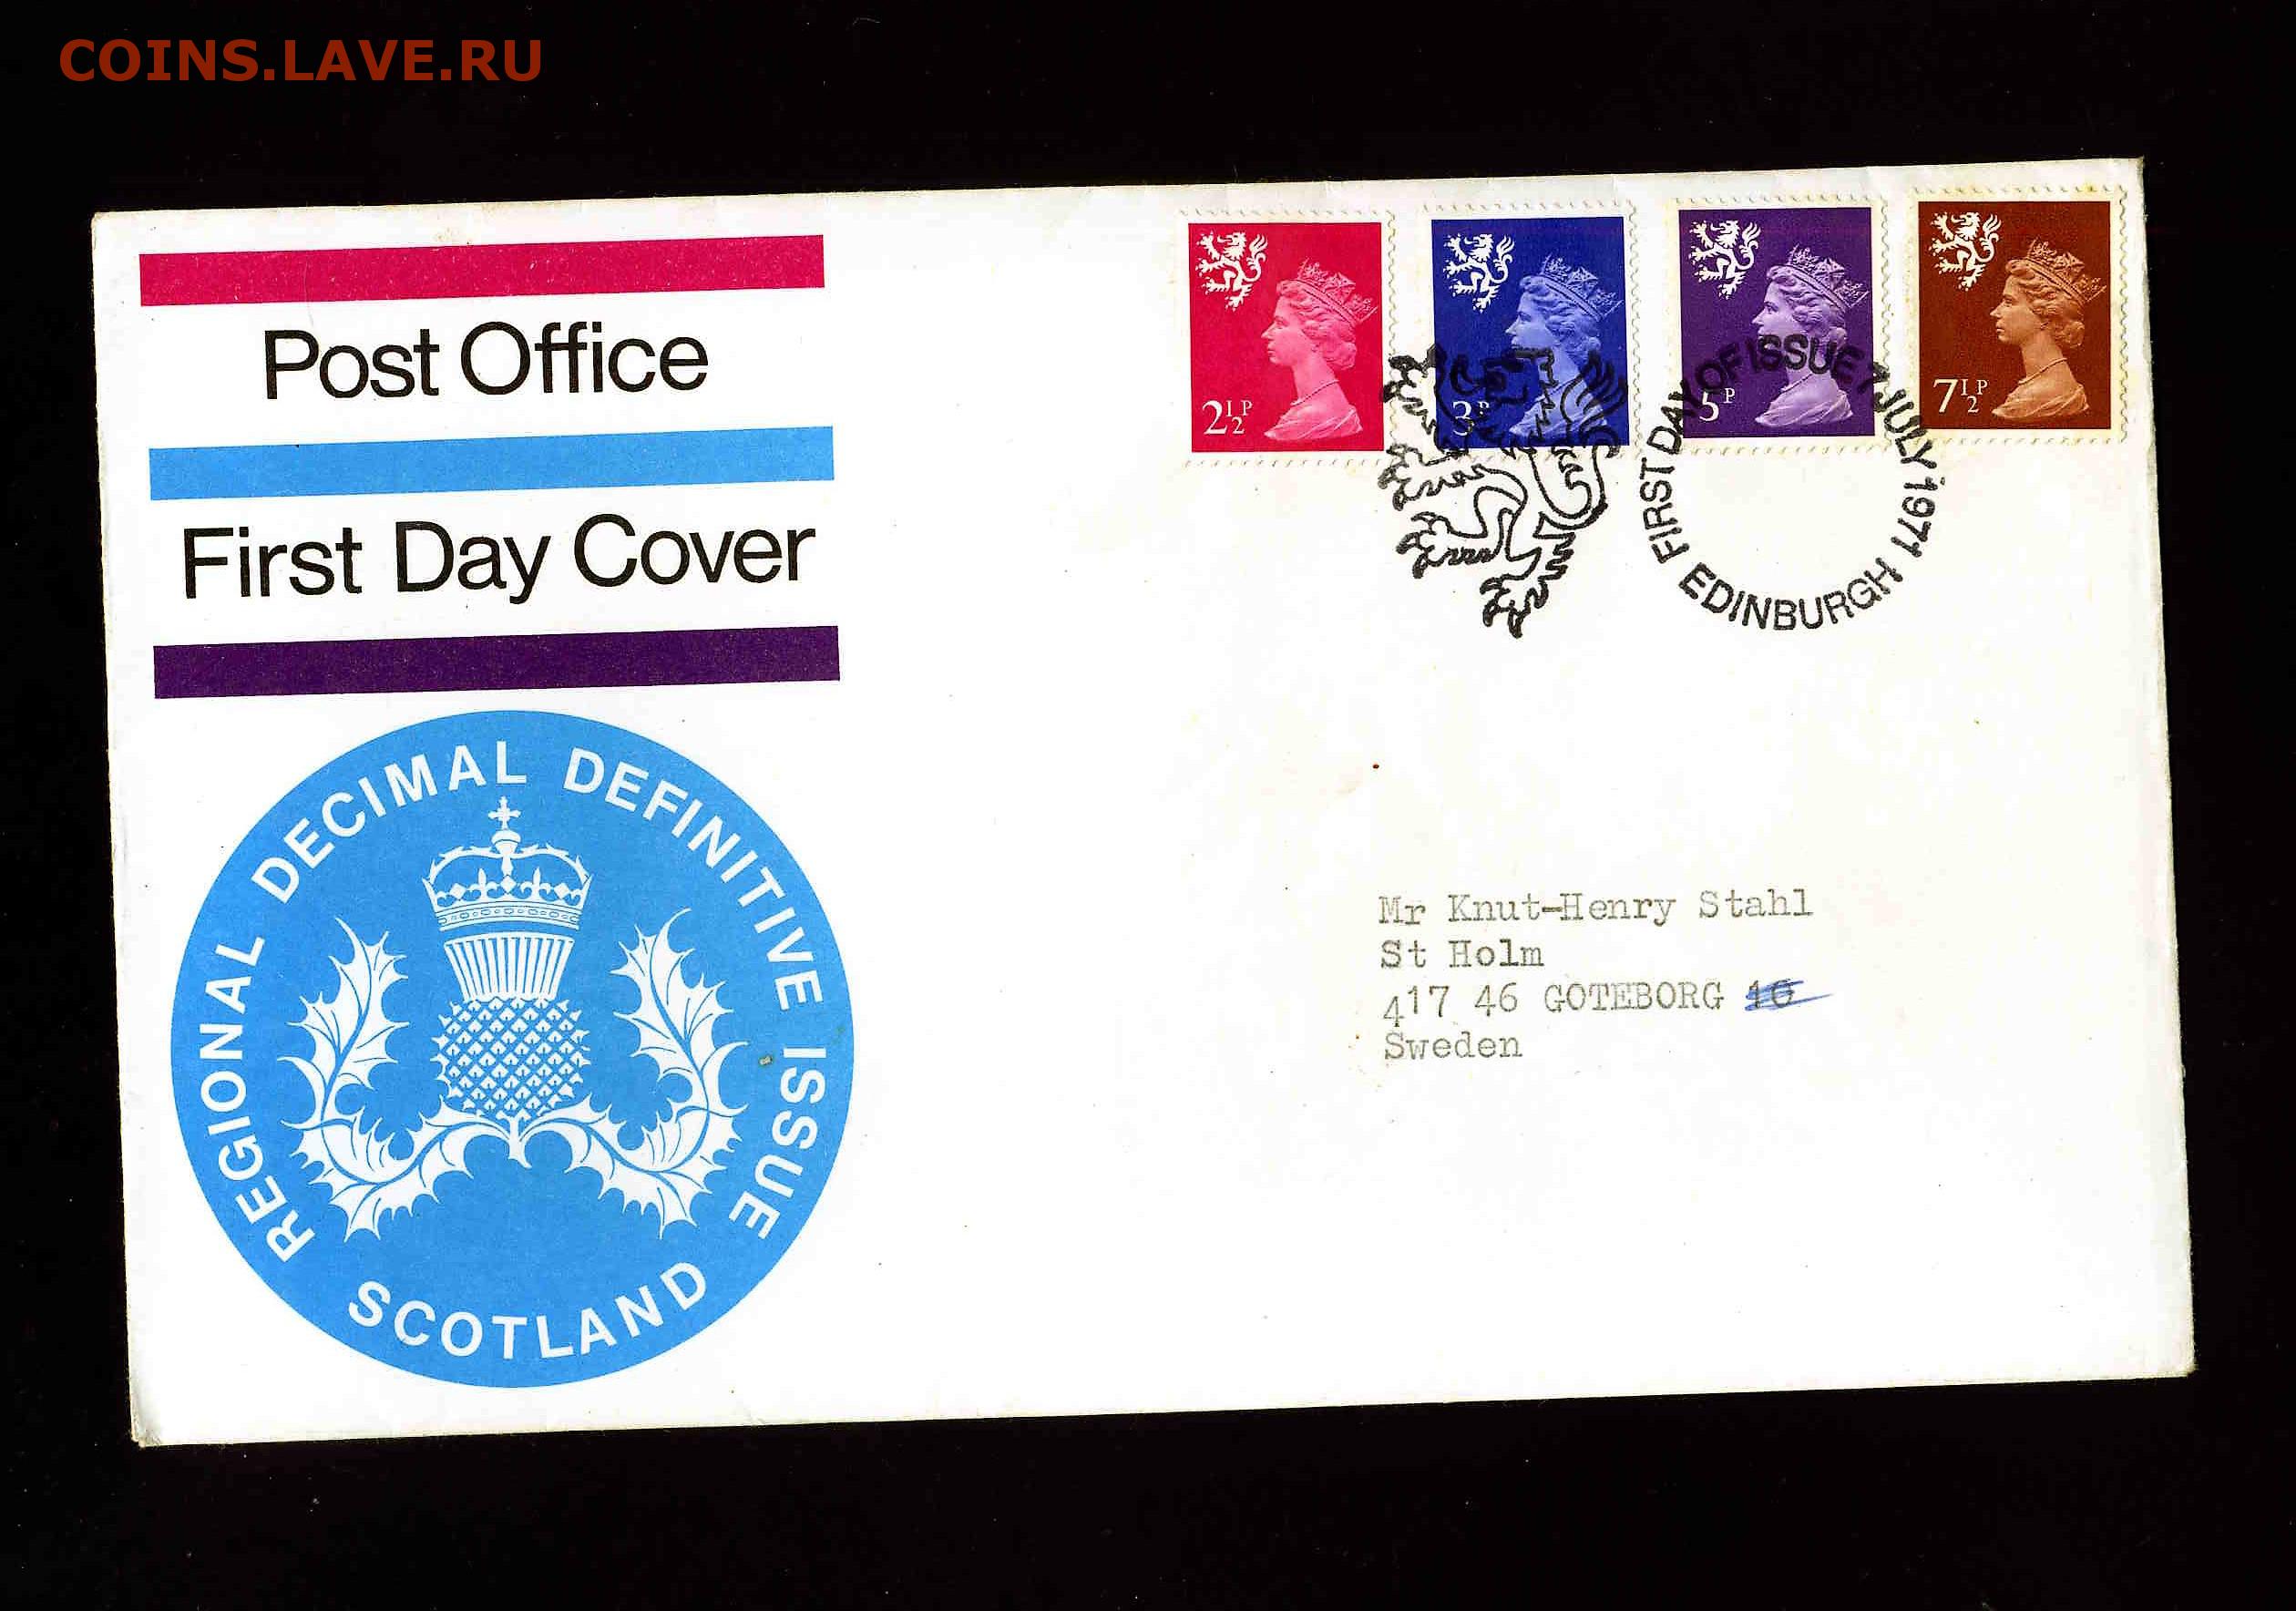 COINS.LAVE.RU
Post Office
First Day Cover
2½P
3P
5P
7½P
FIRST DAY OF ISSUE 7 JULY 1971
EDINBURGH
REGIONAL DECIMAL DEFINITIVE ISSUE
SCOTLAND
Mr Knut-Henry Stahl
St Holm
417 46 GOTEBORG 10
Sweden